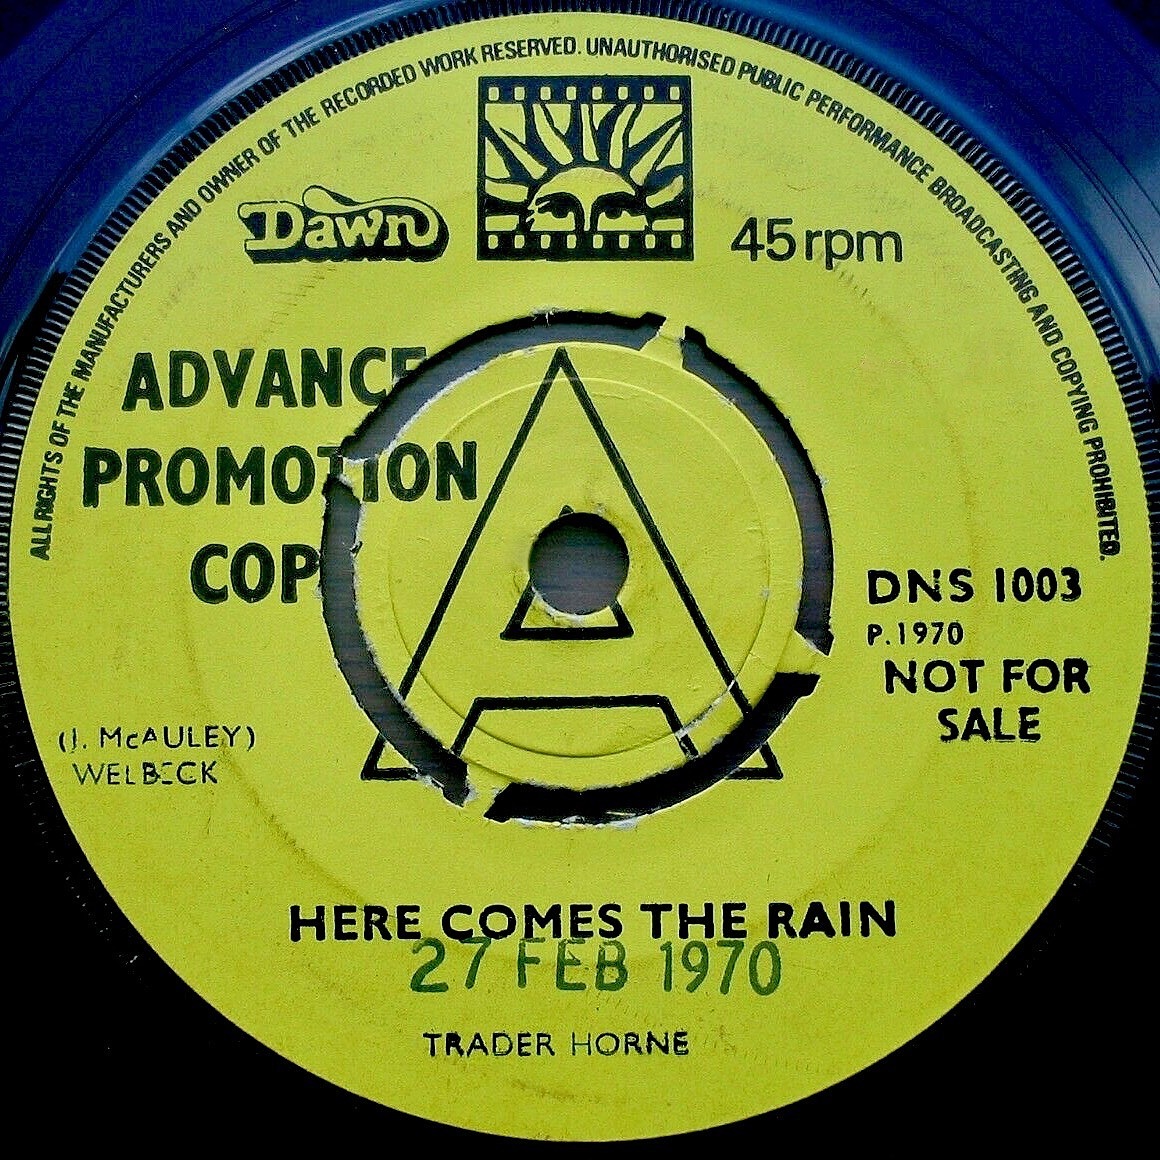 ALL RIGHTS OF THE MANUFACTURERS AND OWNER OF THE RECORDED WORK RESERVED. UNAUTHORISED PUBLIC PERFORMANCE BROADCASTING AND COPYING PROHIBITED.
Dawn
45 rpm
ADVANCE
PROMOTION
COP
A
DNS 1003
P.1970
NOT FOR
SALE
(J. McAULEY)
WELBECK
HERE COMES THE RAIN
27 FEB 1970
TRADER HORNE